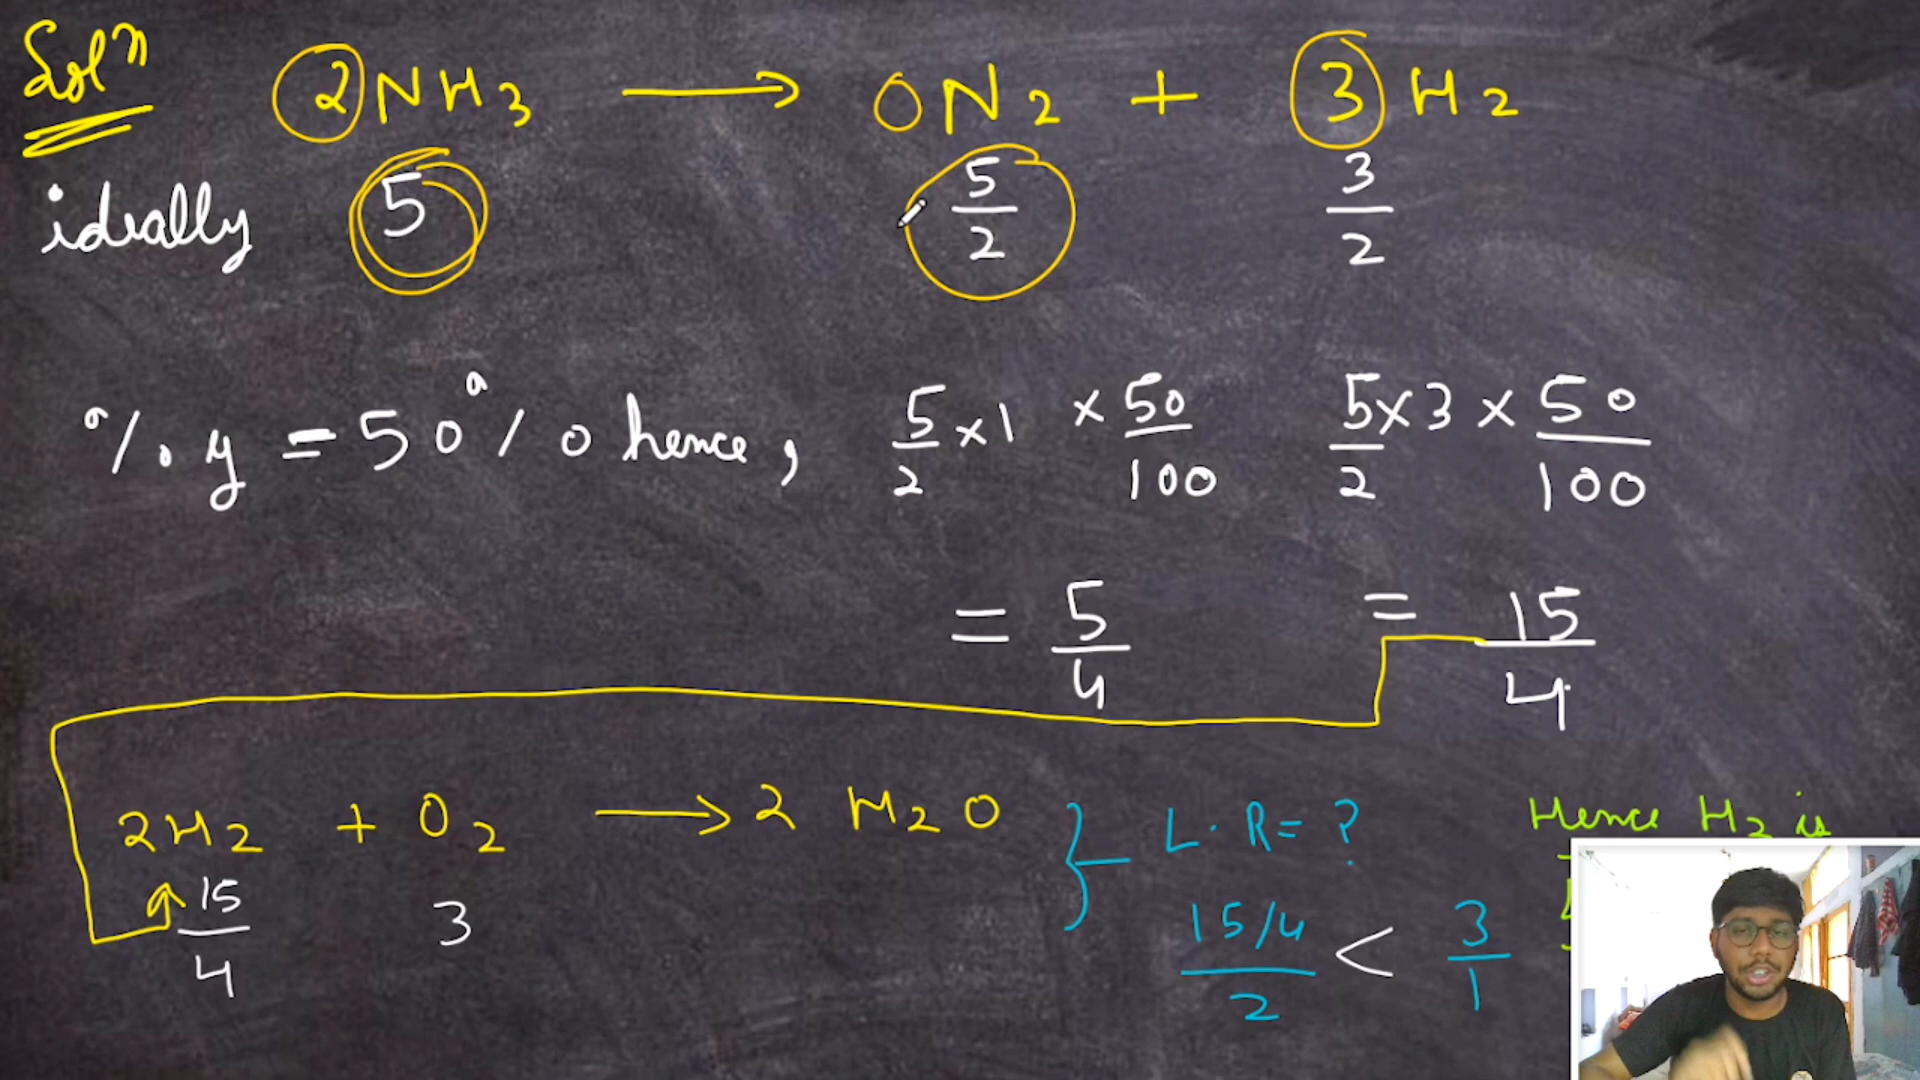 Solⁿ
2NH3 ⟶ 0N2 + 3H2
ideally 5 5/2 3/2
%y = 50% hence, 5/2 ×1 × 50/100 5/2 ×3 × 50/100
= 5/4 = 15/4
2H2 + O2 ⟶ 2 H2O } L.R= ? Hence H2 is
15/4 3 15/4/2 < 3/1